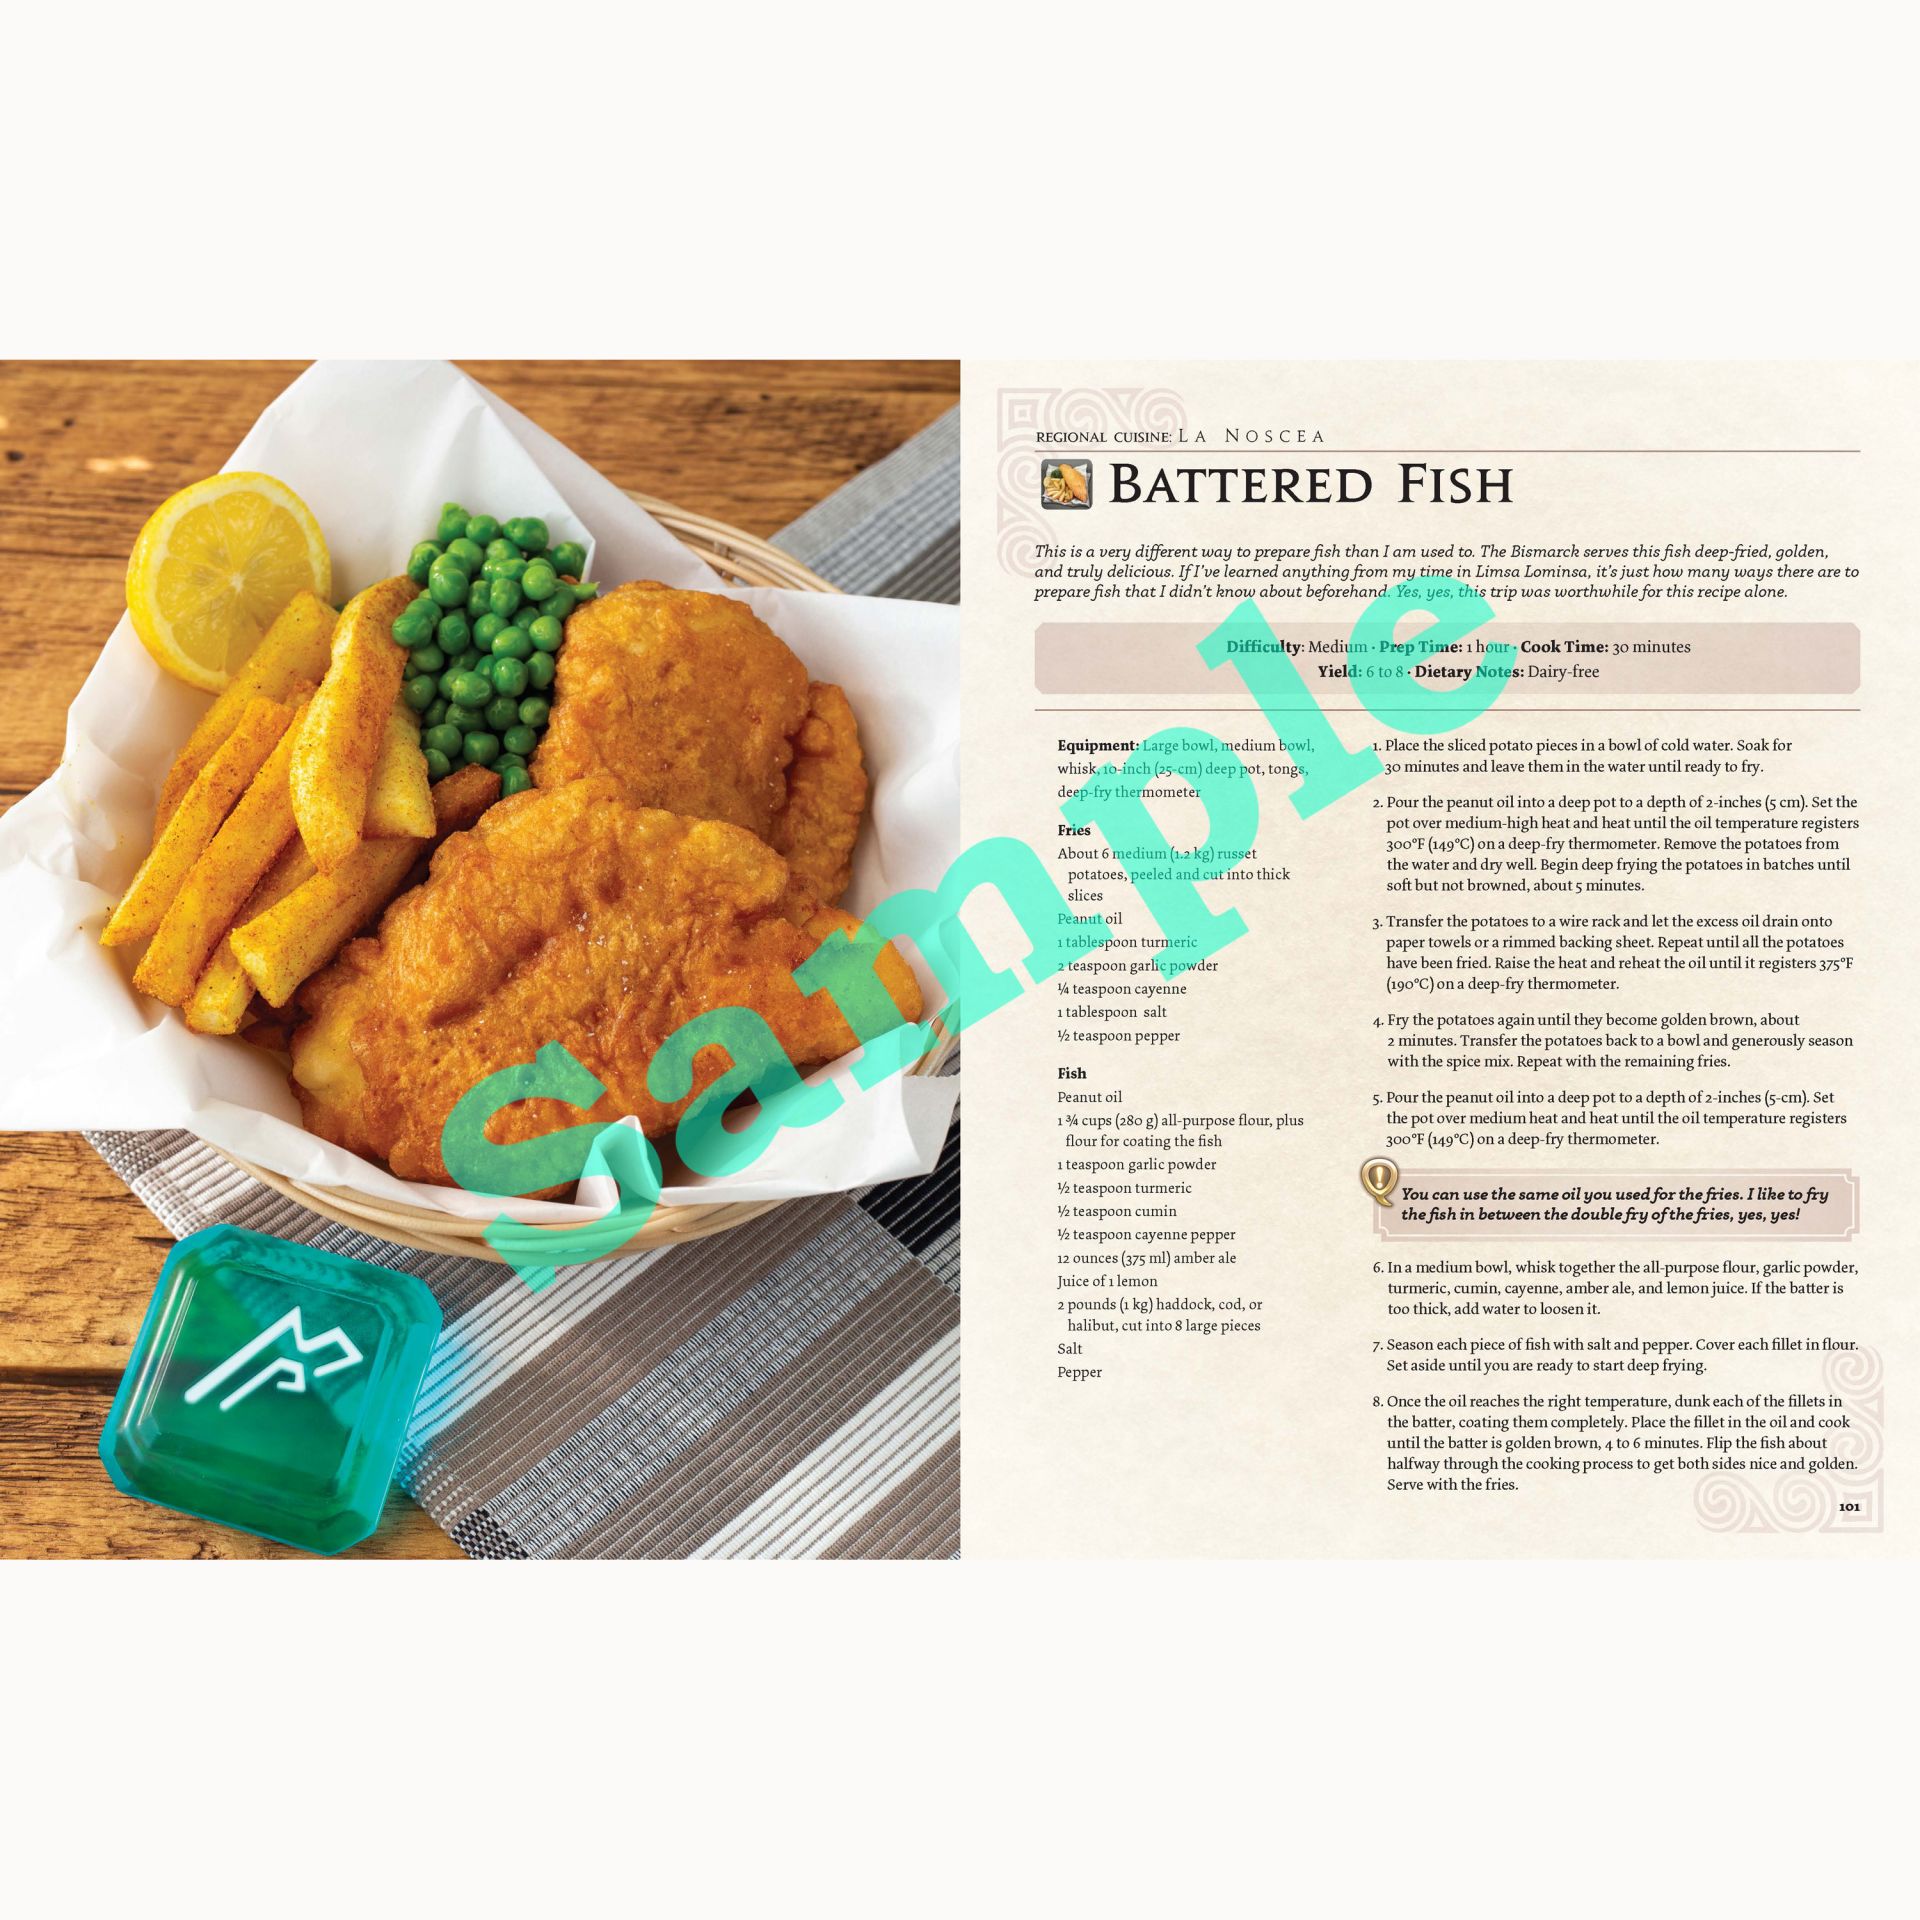 REGIONAL CUISINE: LA NOSCEA
BATTERED FISH
This is a very different way to prepare fish than I am used to. The Bismarck serves this fish deep-fried, golden,
and truly delicious. If I've learned anything from my time in Limsa Lominsa, it's just how many ways there are to
prepare fish that I didn't know about beforehand. Yes, yes, this trip was worthwhile for this recipe alone.
Difficulty: Medium · Prep Time: 1 hour · Cook Time: 30 minutes
Yield: 6 to 8 · Dietary Notes: Dairy-free
Equipment: Large bowl, medium bowl,
whisk, 10-inch (25-cm) deep pot, tongs,
deep-fry thermometer
Fries
About 6 medium (1.2 kg) russet
potatoes, peeled and cut into thick
slices
Peanut oil
1 tablespoon turmeric
2 teaspoon garlic powder
¼ teaspoon cayenne
1 tablespoon salt
½ teaspoon pepper
Fish
Peanut oil
1 ¾ cups (280 g) all-purpose flour, plus
flour for coating the fish
1 teaspoon garlic powder
½ teaspoon turmeric
½ teaspoon cumin
½ teaspoon cayenne pepper
12 ounces (375 ml) amber ale
Juice of 1 lemon
2 pounds (1 kg) haddock, cod, or
halibut, cut into 8 large pieces
Salt
Pepper
1. Place the sliced potato pieces in a bowl of cold water. Soak for
30 minutes and leave them in the water until ready to fry.
2. Pour the peanut oil into a deep pot to a depth of 2-inches (5 cm). Set the
pot over medium-high heat and heat until the oil temperature registers
300°F (149°C) on a deep-fry thermometer. Remove the potatoes from
the water and dry well. Begin deep frying the potatoes in batches until
soft but not browned, about 5 minutes.
3. Transfer the potatoes to a wire rack and let the excess oil drain onto
paper towels or a rimmed backing sheet. Repeat until all the potatoes
have been fried. Raise the heat and reheat the oil until it registers 375°F
(190°C) on a deep-fry thermometer.
4. Fry the potatoes again until they become golden brown, about
2 minutes. Transfer the potatoes back to a bowl and generously season
with the spice mix. Repeat with the remaining fries.
5. Pour the peanut oil into a deep pot to a depth of 2-inches (5-cm). Set
the pot over medium heat and heat until the oil temperature registers
300°F (149°C) on a deep-fry thermometer.
You can use the same oil you used for the fries. I like to fry
the fish in between the double fry of the fries, yes, yes!
6. In a medium bowl, whisk together the all-purpose flour, garlic powder,
turmeric, cumin, cayenne, amber ale, and lemon juice. If the batter is
too thick, add water to loosen it.
7. Season each piece of fish with salt and pepper. Cover each fillet in flour.
Set aside until you are ready to start deep frying.
8. Once the oil reaches the right temperature, dunk each of the fillets in
the batter, coating them completely. Place the fillet in the oil and cook
until the batter is golden brown, 4 to 6 minutes. Flip the fish about
halfway through the cooking process to get both sides nice and golden.
Serve with the fries.
101
Sample